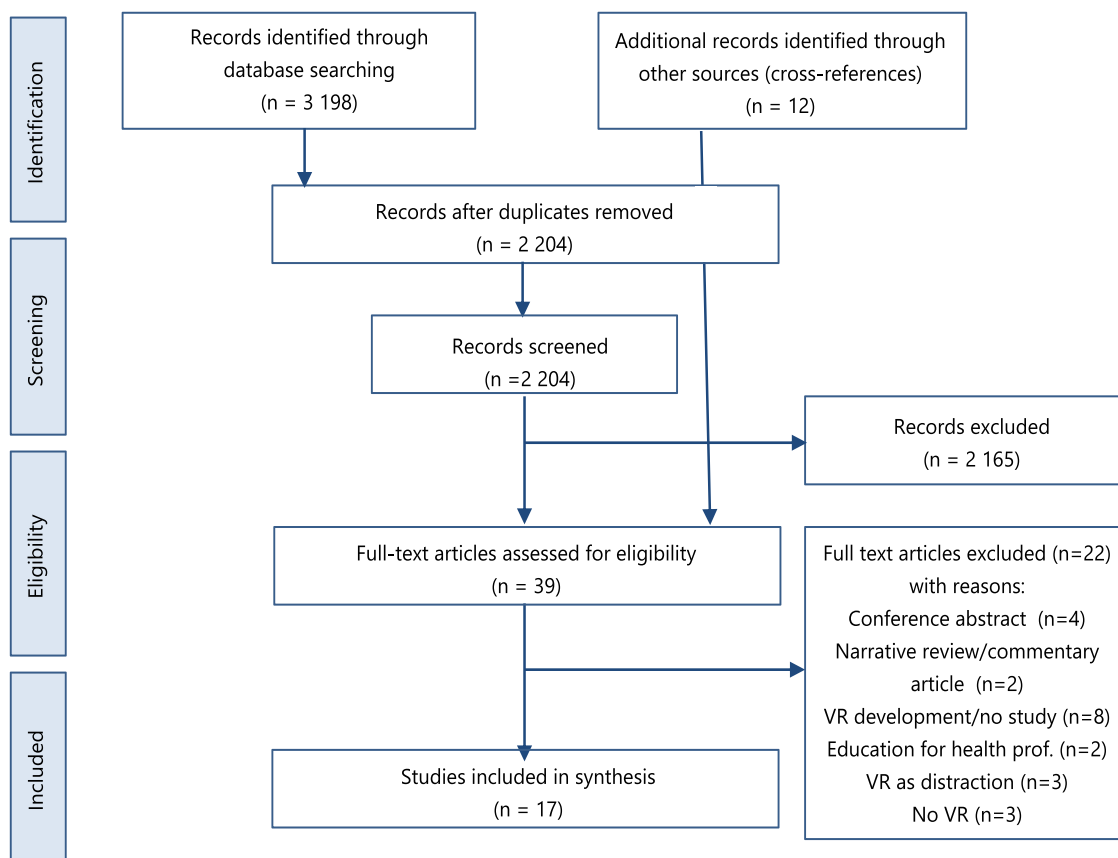 Identification
Records identified through
database searching
(n = 3 198)
Additional records identified through
other sources (cross-references)
(n = 12)
Records after duplicates removed
(n = 2 204)
Screening
Records screened
(n =2 204)
Records excluded
(n = 2 165)
Eligibility
Full-text articles assessed for eligibility
(n = 39)
Full text articles excluded (n=22)
with reasons:
Conference abstract (n=4)
Narrative review/commentary
article (n=2)
VR development/no study (n=8)
Education for health prof. (n=2)
VR as distraction (n=3)
No VR (n=3)
Included
Studies included in synthesis
(n = 17)